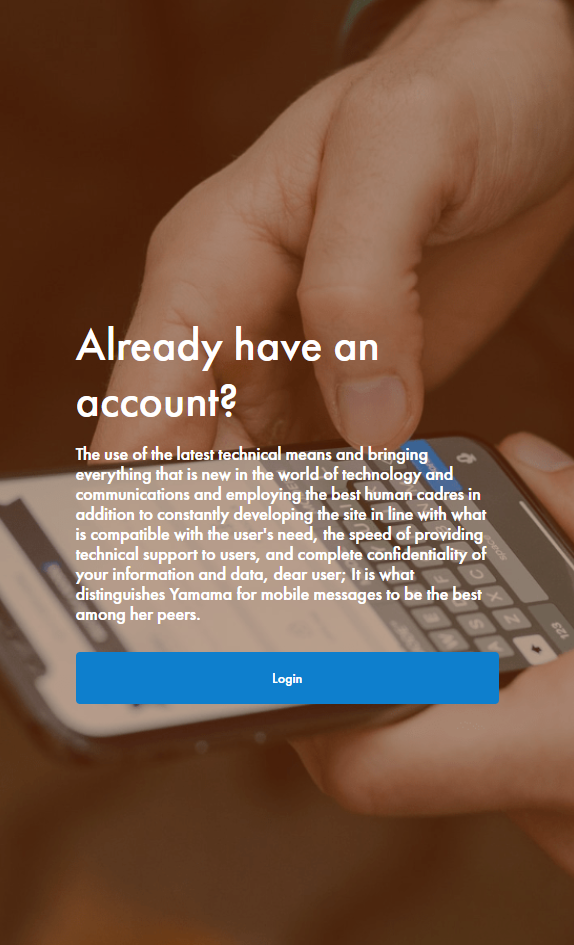 Already have an
account?
The use of the latest technical means and bringing
everything that is new in the world of technology and
communications and employing the best human cadres in
addition to constantly developing the site in line with what
is compatible with the user's need, the speed of providing
technical support to users, and complete confidentiality of
your information and data, dear user; It is what
distinguishes Yamama for mobile messages to be the best
among her peers.
Login
123